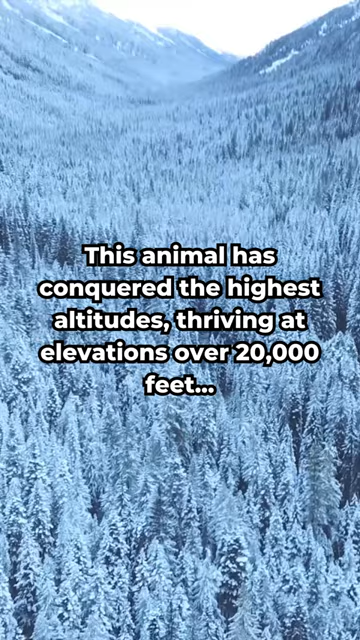 This animal has
conquered the highest
altitudes, thriving at
elevations over 20,000
feet...